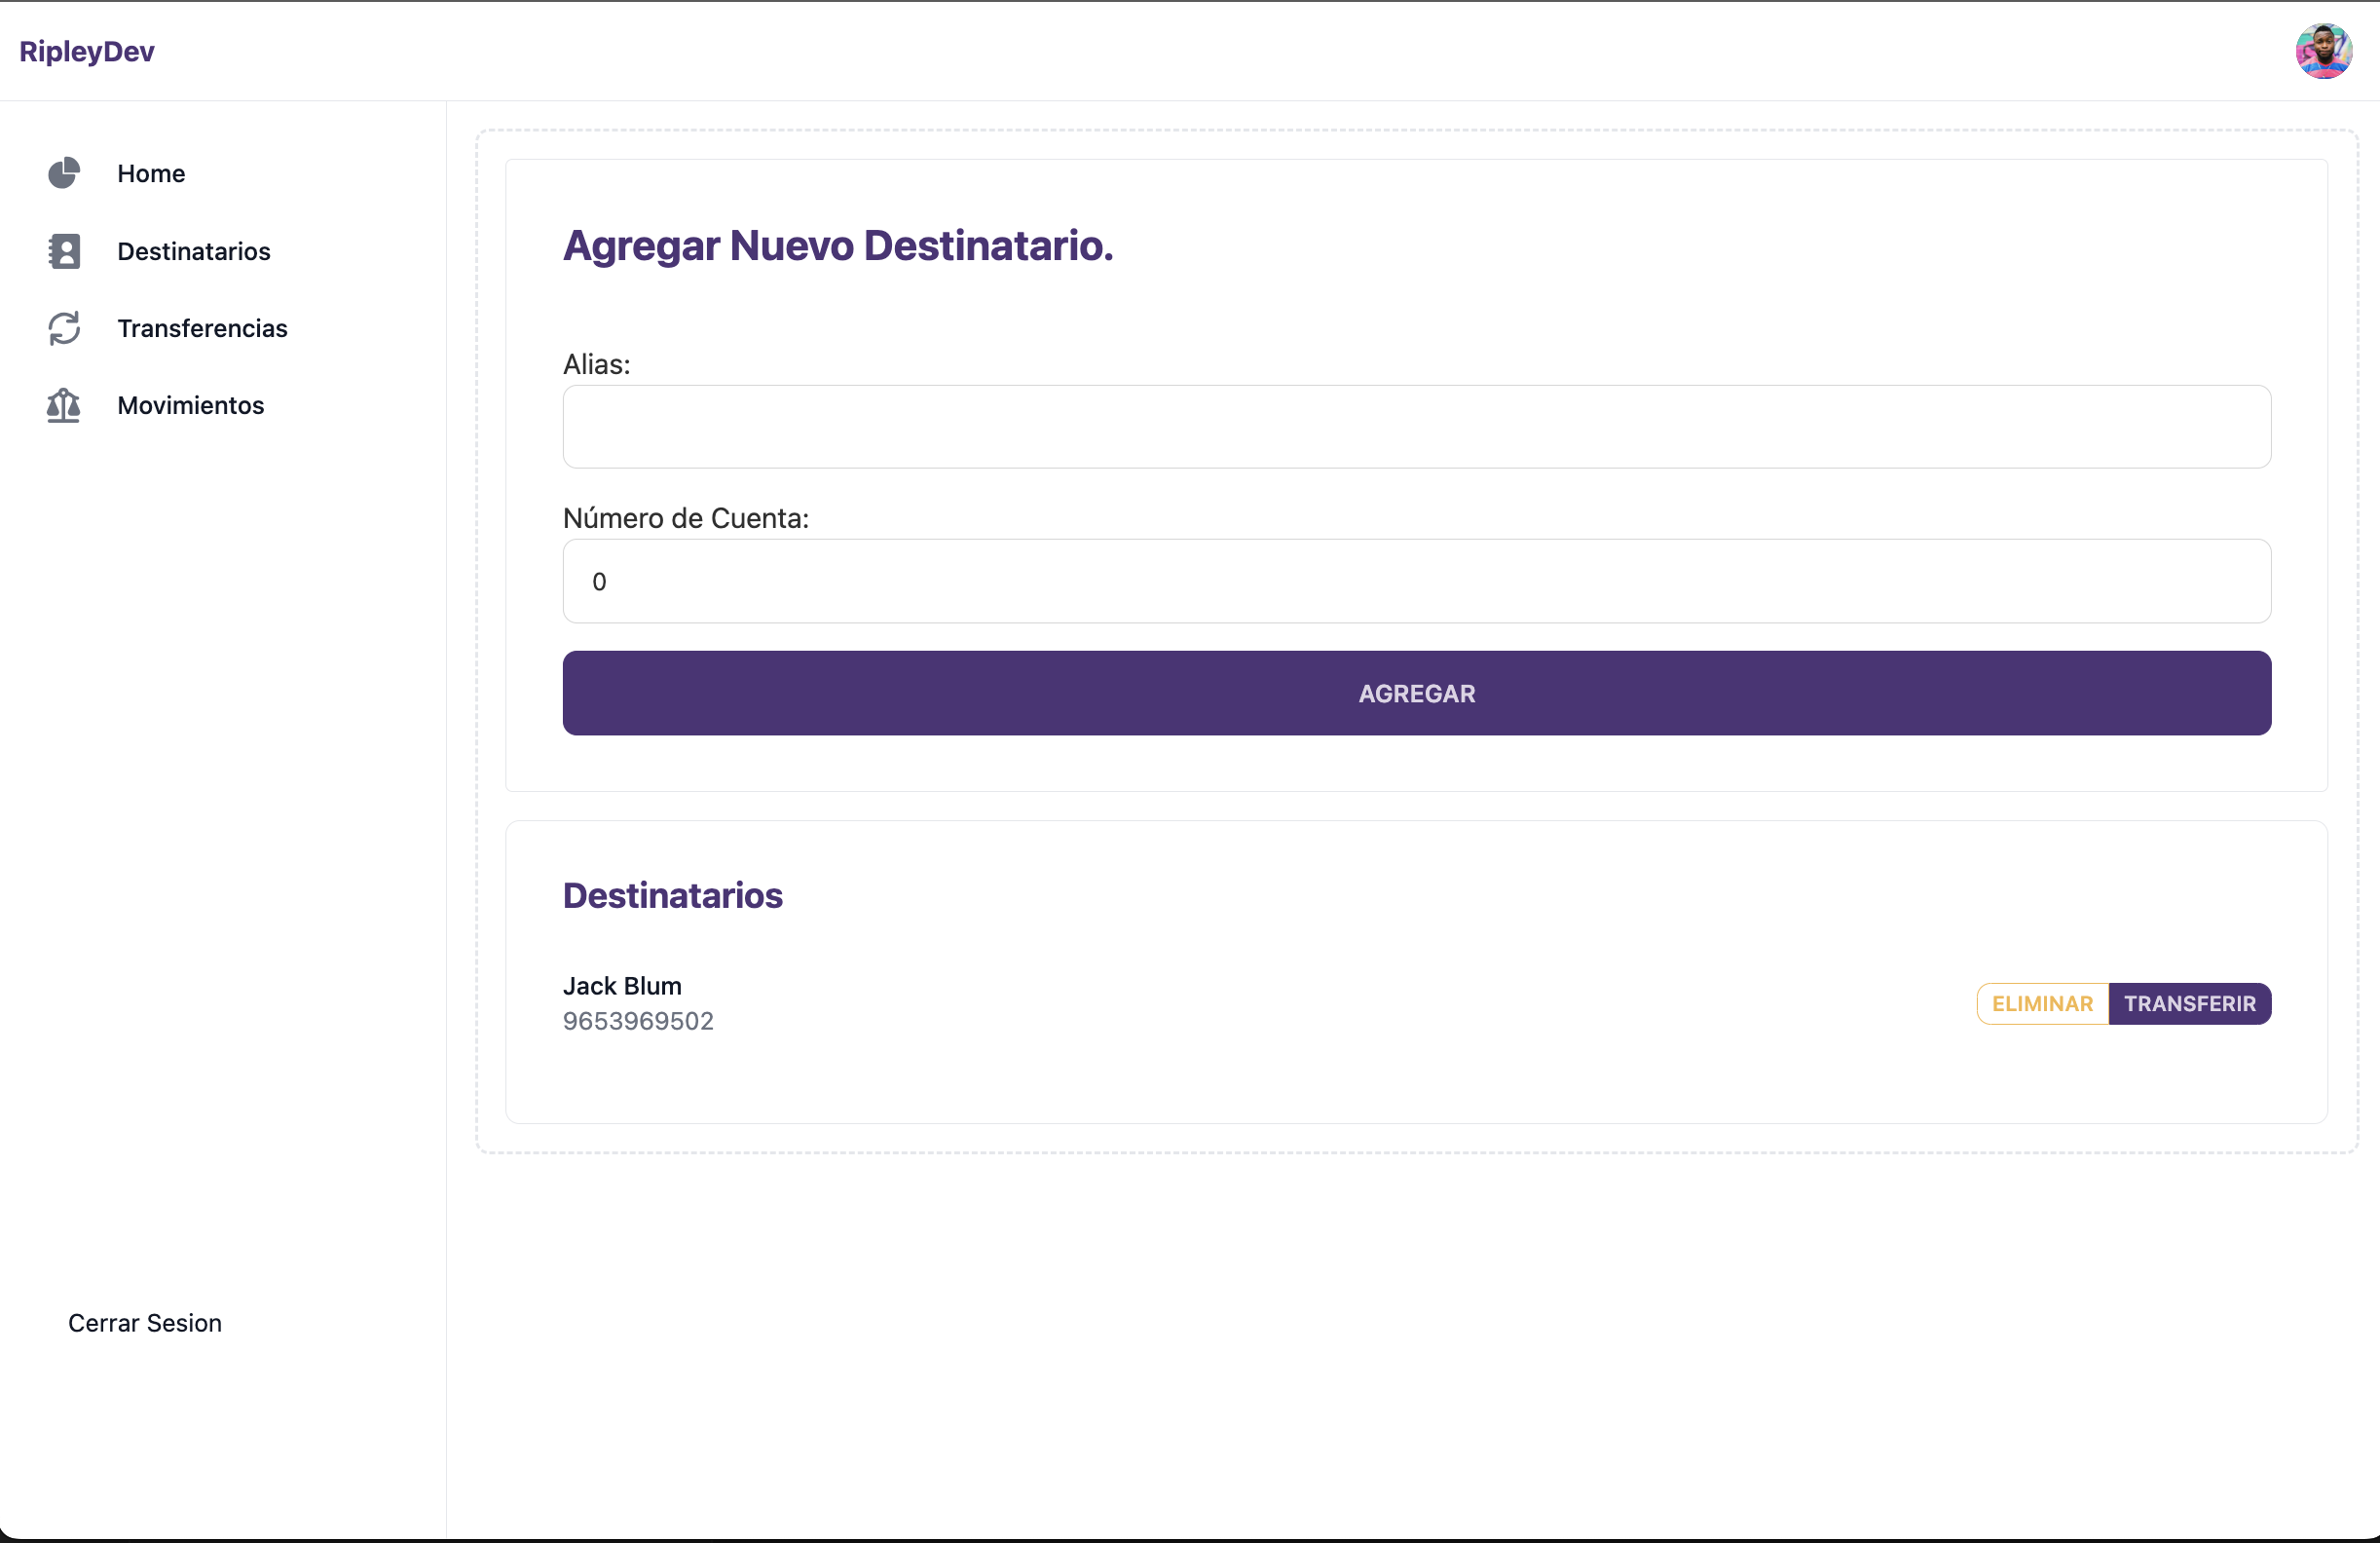 RipleyDev
Home
Destinatarios
Transferencias
Movimientos
Cerrar Sesion
Agregar Nuevo Destinatario.
Alias:
Número de Cuenta:
0
AGREGAR
Destinatarios
Jack Blum
9653969502
ELIMINAR
TRANSFERIR